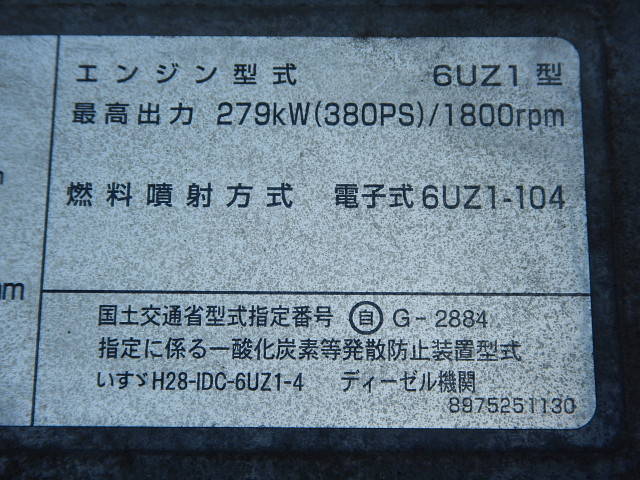 エンジン型式 6UZ1型
最高出力 279kW(380PS)/1800rpm
燃料噴射方式 電子式6UZ1-104
mm
国土交通省型式指定番号 自 G-2884
指定に係る一酸化炭素等発散防止装置型式
いすゞH28-IDC-6UZ1-4 ディーゼル機関
8975251130